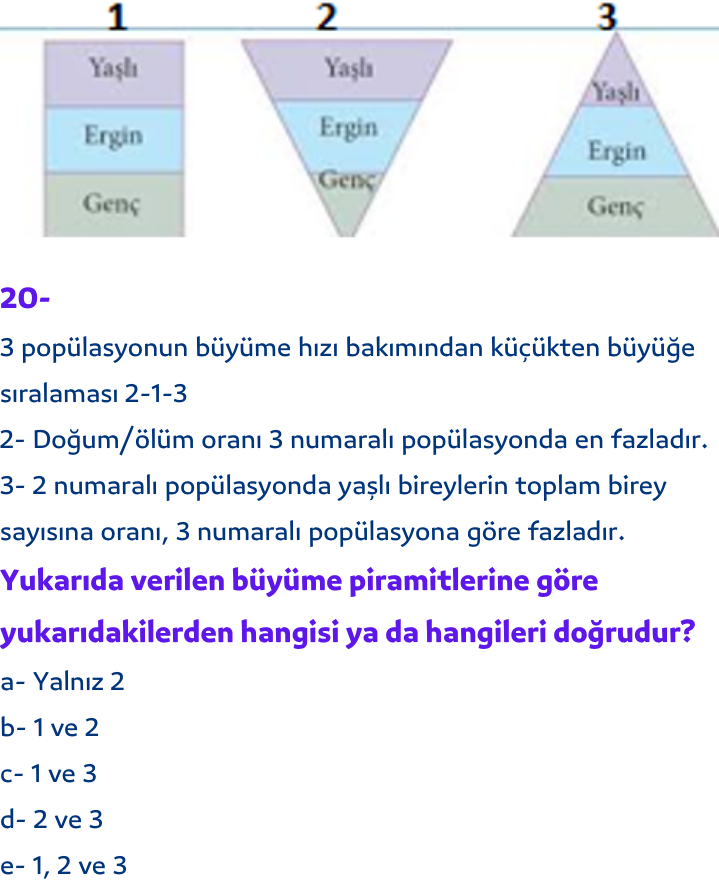 1 2 3
Yaşlı Yaşlı Yaşlı
Ergin Ergin Ergin
Genç Genç Genç
20-
3 popülasyonun büyüme hızı bakımından küçükten büyüğe
sıralaması 2-1-3
2- Doğum/ölüm oranı 3 numaralı popülasyonda en fazladır.
3- 2 numaralı popülasyonda yaşlı bireylerin toplam birey
sayısına oranı, 3 numaralı popülasyona göre fazladır.
Yukarıda verilen büyüme piramitlerine göre
yukarıdakilerden hangisi ya da hangileri doğrudur?
a- Yalnız 2
b- 1 ve 2
c- 1 ve 3
d- 2 ve 3
e- 1, 2 ve 3